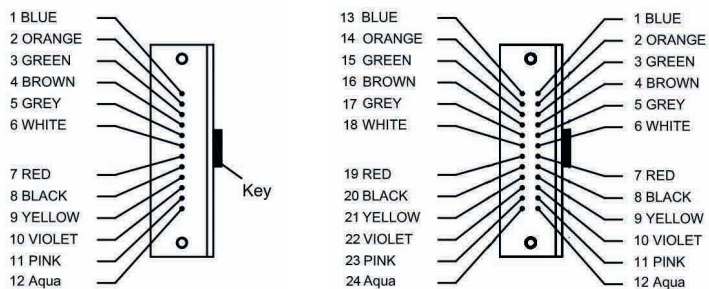 1 BLUE
2 ORANGE
3 GREEN
4 BROWN
5 GREY
6 WHITE
7 RED
8 BLACK
9 YELLOW
10 VIOLET
11 PINK
12 Aqua
Key
13 BLUE
14 ORANGE
15 GREEN
16 BROWN
17 GREY
18 WHITE
19 RED
20 BLACK
21 YELLOW
22 VIOLET
23 PINK
24 Aqua
1 BLUE
2 ORANGE
3 GREEN
4 BROWN
5 GREY
6 WHITE
7 RED
8 BLACK
9 YELLOW
10 VIOLET
11 PINK
12 Aqua